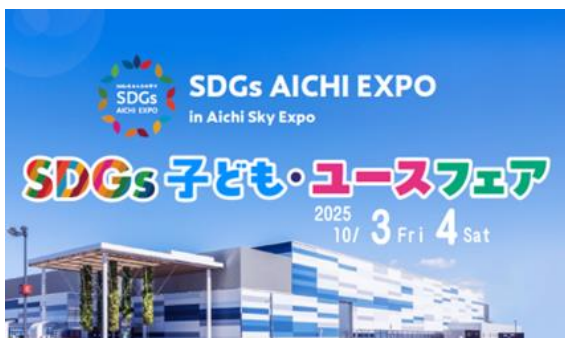 SDGs
AICHI EXPO
SDGs AICHI EXPO
in Aichi Sky Expo
SDGs 子ども・ユースフェア
2025
10/ 3 Fri 4 Sat